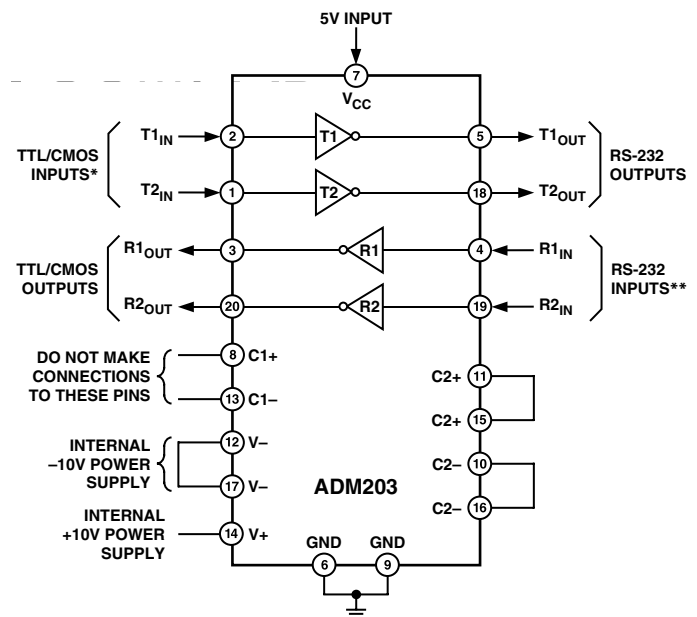 5V INPUT
7
VCC
TTL/CMOS
INPUTS*
T1IN
2
T1
5
T1OUT
T2IN
1
T2
18
T2OUT
RS-232
OUTPUTS
TTL/CMOS
OUTPUTS
R1OUT
3
R1
4
R1IN
R2OUT
20
R2
19
R2IN
RS-232
INPUTS**
DO NOT MAKE
CONNECTIONS
TO THESE PINS
8 C1+
13 C1–
INTERNAL
–10V POWER
SUPPLY
12 V–
17 V–
INTERNAL
+10V POWER
SUPPLY
14 V+
C2+ 11
C2+ 15
C2– 10
C2– 16
ADM203
GND GND
6 9